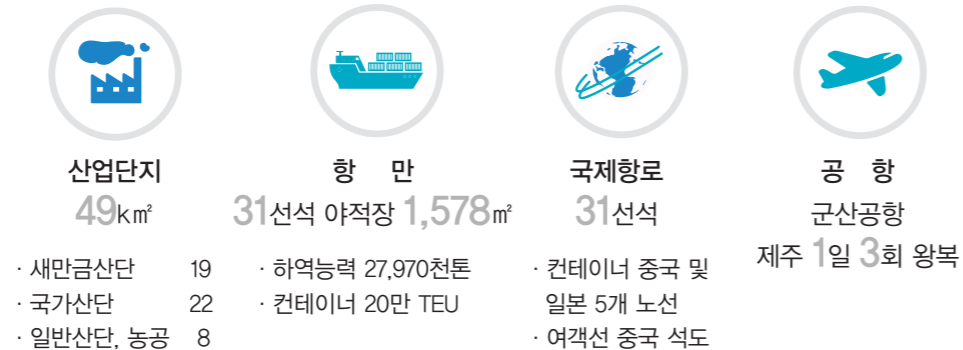 산업단지
49k㎡
· 새만금산단 19
· 국가산단 22
· 일반산단, 농공 8
항 만
31선석 야적장 1,578㎡
· 하역능력 27,970천톤
· 컨테이너 20만 TEU
국제항로
31선석
· 컨테이너 중국 및
일본 5개 노선
· 여객선 중국 석도
공 항
군산공항
제주 1일 3회 왕복